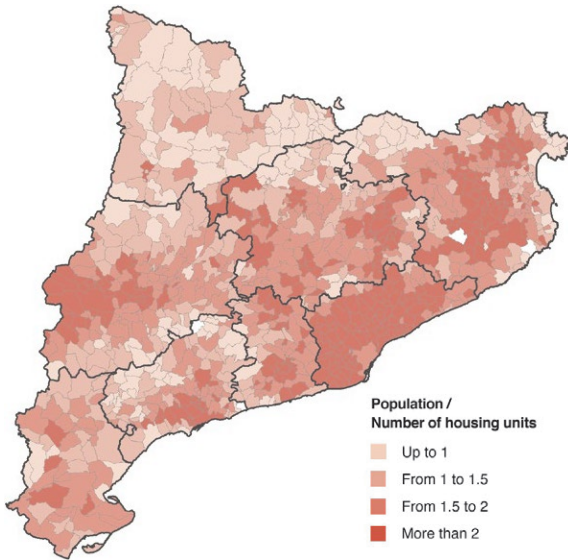 Population /
Number of housing units
Up to 1
From 1 to 1.5
From 1.5 to 2
More than 2